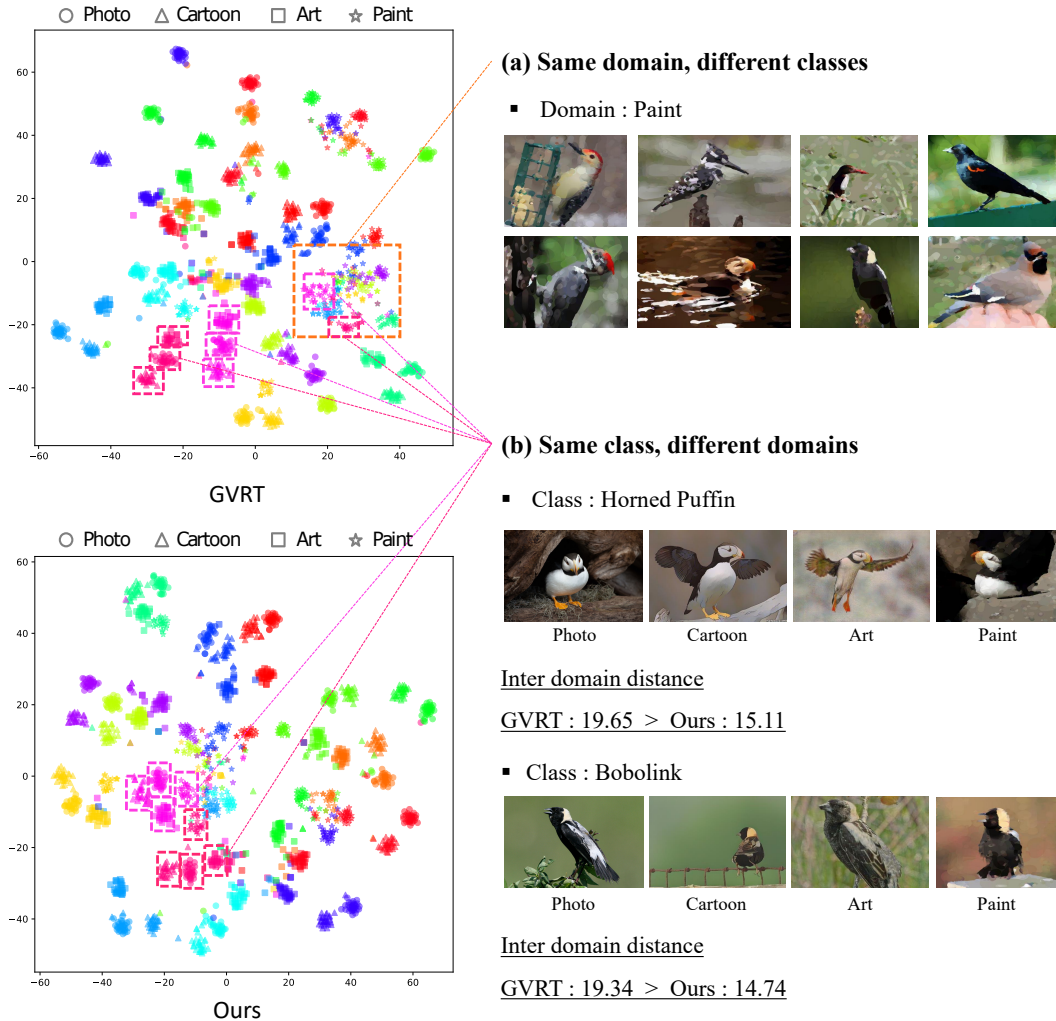 Photo Cartoon Art Paint
60
40
20
0
−20
−40
−60 −40 −20 0 20 40
GVRT
Photo Cartoon Art Paint
60
40
20
0
−20
−40
−60 −40 −20 0 20 40 60
Ours
(a) Same domain, different classes
▪ Domain : Paint
(b) Same class, different domains
▪ Class : Horned Puffin
Photo Cartoon Art Paint
Inter domain distance
GVRT : 19.65 > Ours : 15.11
▪ Class : Bobolink
Photo Cartoon Art Paint
Inter domain distance
GVRT : 19.34 > Ours : 14.74